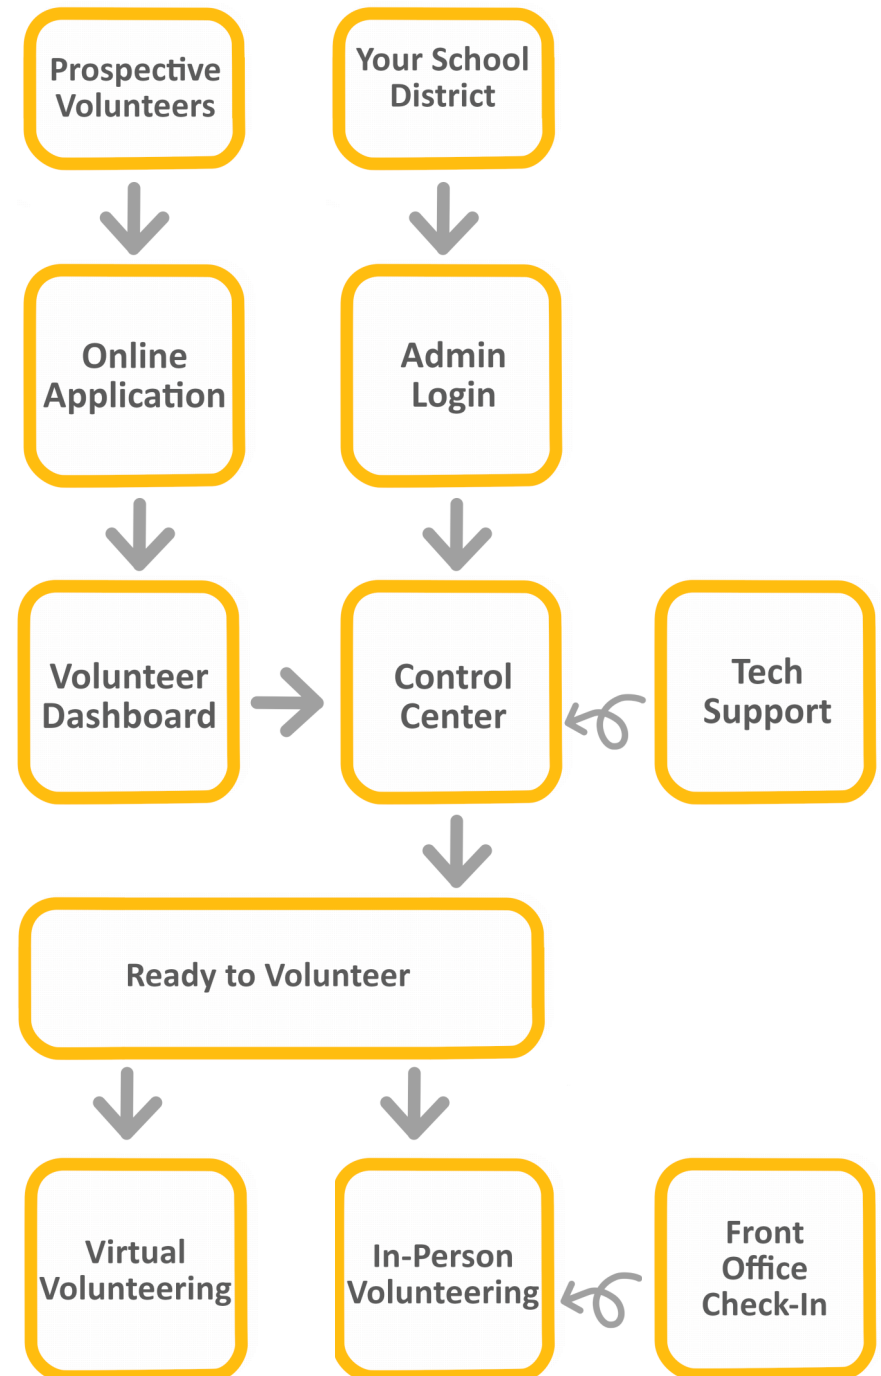 Prospective
Volunteers
Your School
District
Online
Application
Admin
Login
Volunteer
Dashboard
Control
Center
Tech
Support
Ready to Volunteer
Virtual
Volunteering
In-Person
Volunteering
Front
Office
Check-In